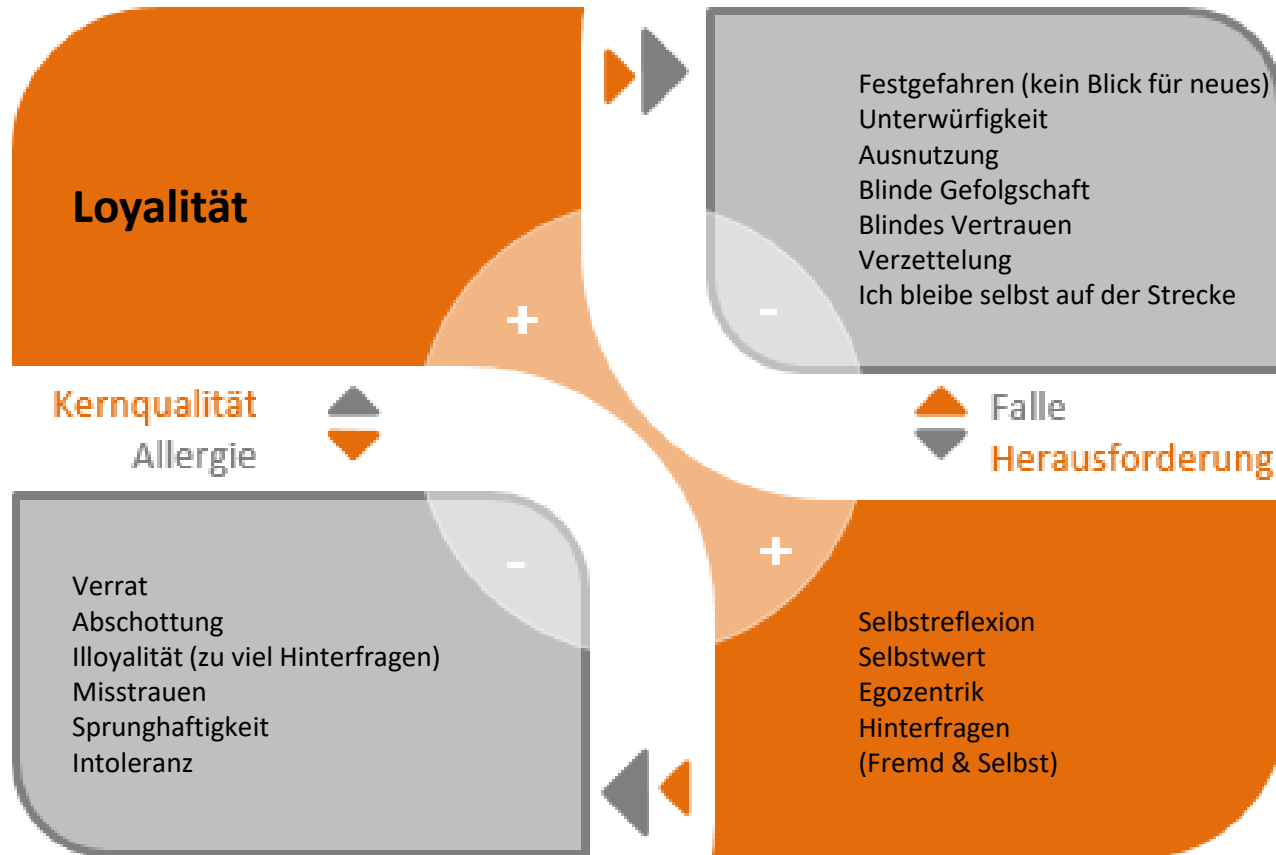 Loyalität
Festgefahren (kein Blick für neues)
Unterwürfigkeit
Ausnutzung
Blinde Gefolgschaft
Blindes Vertrauen
Verzettelung
Ich bleibe selbst auf der Strecke
+
-
Kernqualität
Allergie
Falle
Herausforderung
-
+
Verrat
Abschottung
Illoyalität (zu viel Hinterfragen)
Misstrauen
Sprunghaftigkeit
Intoleranz
Selbstreflexion
Selbstwert
Egozentrik
Hinterfragen
(Fremd & Selbst)